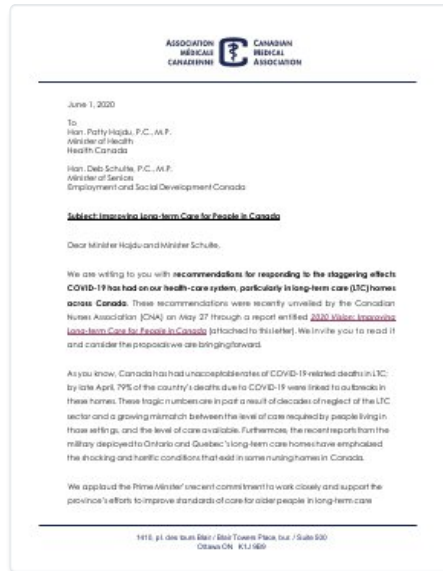 ASSOCIATION
MÉDICALE
CANADIENNE
CANADIAN
MEDICAL
ASSOCIATION
June 1, 2020
To
Hon. Patty Hajdu, P.C., M.P.
Minister of Health
Health Canada
Hon. Deb Schulte, P.C., M.P.
Minister of Seniors
Employment and Social Development Canada
Subject: Improving Long-term Care for People in Canada
Dear Minister Hajdu and Minister Schulte,
We are writing to you with recommendations for responding to the staggering effects
COVID-19 has had on our health-care system, particularly in long-term care (LTC) homes
across Canada. These recommendations were recently unveiled by the Canadian
Nurses Association (CNA) on May 27 through a report entitled 2020 Vision: Improving
Long-term Care for People in Canada (attached to this letter). We invite you to read it
and consider the proposals we are bringing forward.
As you know, Canada has had unacceptable rates of COVID-19-related deaths in LTC;
by late April, 79% of the country's deaths due to COVID-19 were linked to outbreaks in
these homes. These tragic numbers are in part a result of decades of neglect of the LTC
sector and a growing mismatch between the level of care required by people living in
those settings, and the level of care available. Furthermore, the recent reports from the
military deployed to Ontario and Quebec's long-term care homes have emphasized
the shocking and horrific conditions that exist in some nursing homes in Canada.
We applaud the Prime Minister's recent commitment to work closely and support the
province's efforts to improve standards of care for older people in long-term care
1410, pl. des tours Blair / Blair Towers Place, bur. / Suite 500
Ottawa ON K1J 9B9